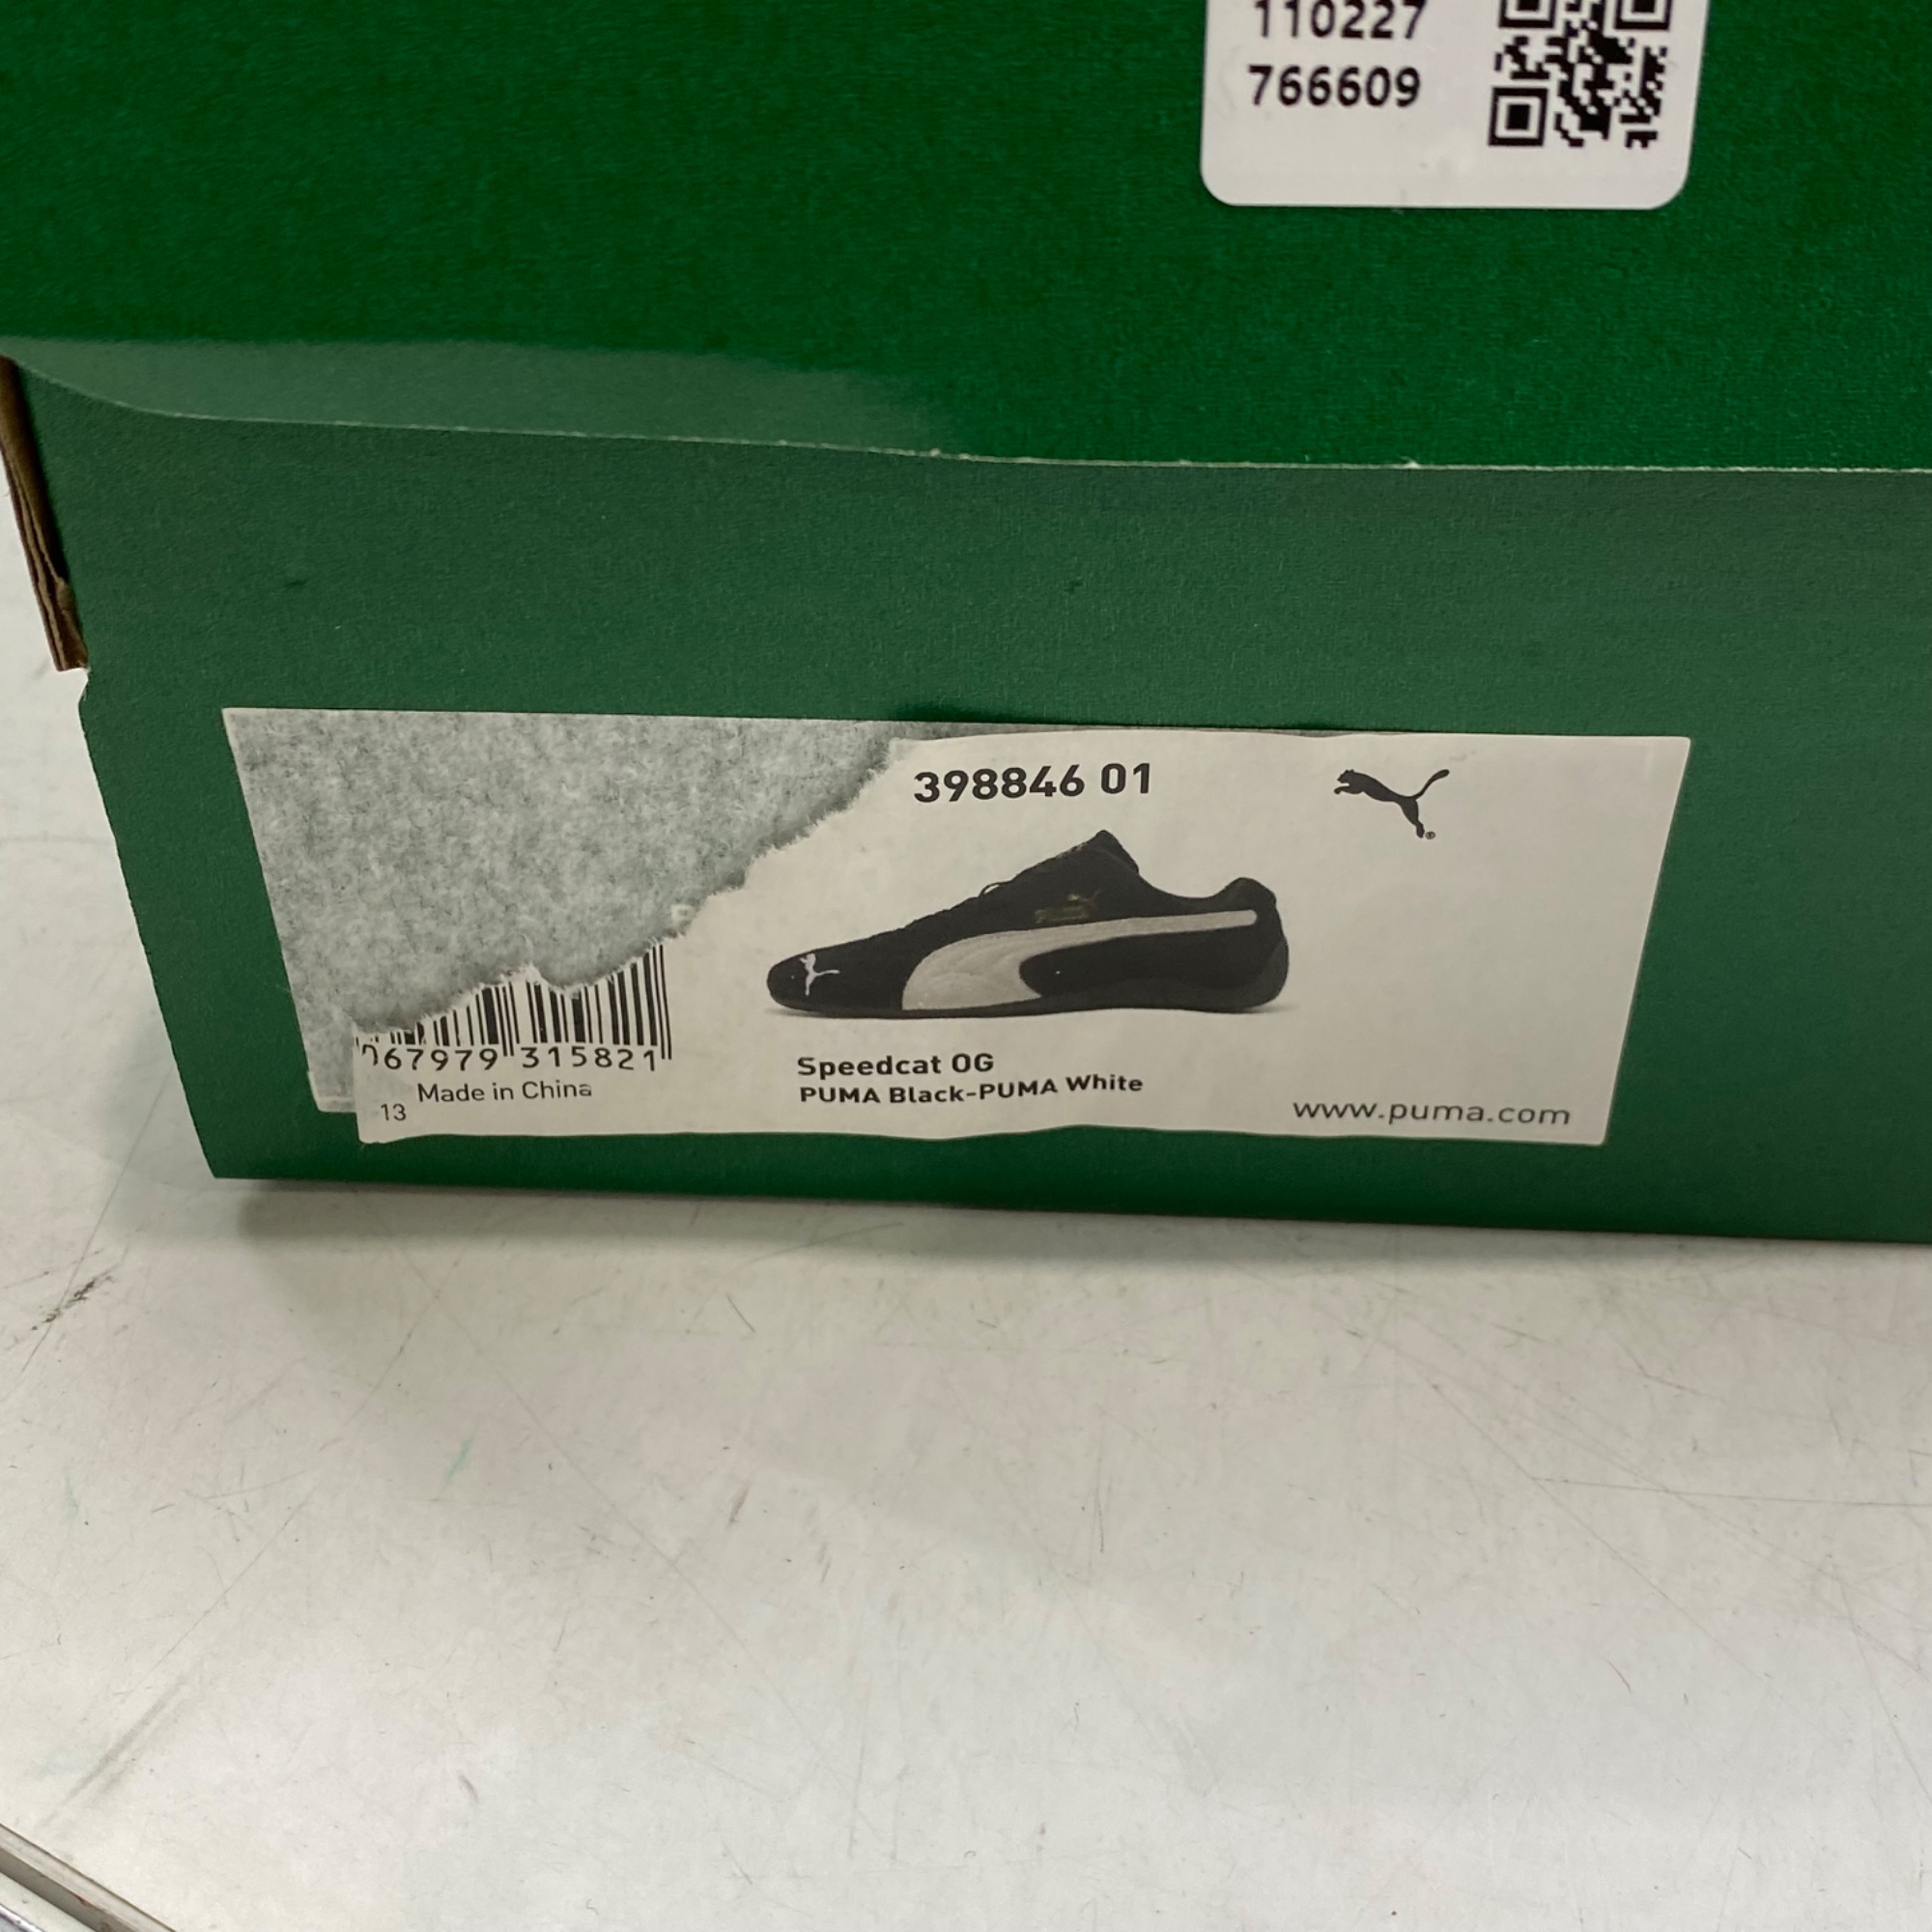 110227
766609
398846 01
067979 315821
Made in China
13
Speedcat OG
PUMA Black-PUMA White
www.puma.com